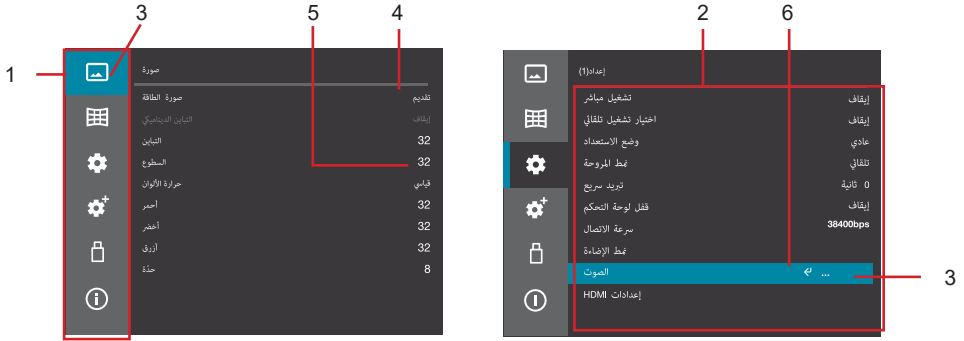 3
5
4
1
صورة
صورة الطاقة تقديم
التباين الديناميكي إيقاف
التباين 32
السطوع 32
حرارة الألوان قياسي
أحمر 32
أخضر 32
أزرق 32
حدّة 8
2
6
إعداد(1)
تشغيل مباشر إيقاف
اختيار تشغيل تلقائي إيقاف
وضع الاستعداد عادي
نمط المروحة تلقائي
تبريد سريع 0 ثانية
قفل لوحة التحكم إيقاف
سرعة الاتصال 38400bps
نمط الإضاءة
الصوت ...
إعدادات HDMI
3